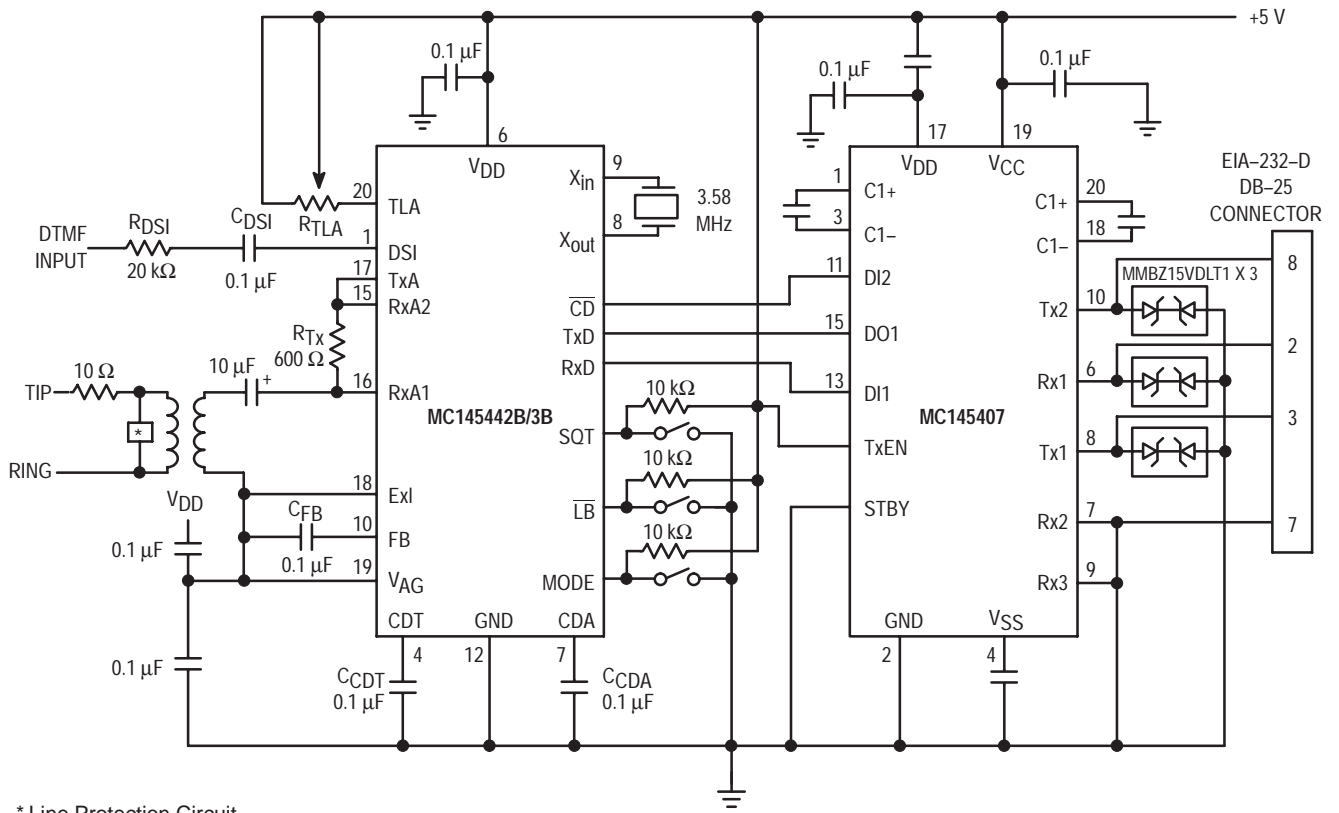 +5 V
0.1 µF
0.1 µF
0.1 µF
6
VDD
17
VDD
19
VCC
9
Xin
3.58
MHz
8
Xout
EIA–232–D
DB–25
CONNECTOR
20
TLA
RTLA
1
C1+
3
C1–
20
C1+
18
C1–
DTMF
INPUT
RDSI
20 kΩ
CDSI
0.1 µF
1
DSI
17
TxA
15
RxA2
RTx
600 Ω
CD
TxD
RxD
11
DI2
15
DO1
13
DI1
MMBZ15VDLT1 X 3
10
Tx2
8
6
Rx1
2
8
Tx1
3
TIP
10 Ω
10 µF
+
16
RxA1
*
RING
MC145442B/3B
MC145407
10 kΩ
SQT
TxEN
10 kΩ
LB
STBY
10 kΩ
MODE
7
Rx2
7
9
Rx3
VDD
0.1 µF
18
ExI
CFB
0.1 µF
10
FB
19
VAG
CDT
GND
CDA
GND
VSS
4
12
7
2
4
0.1 µF
CCDT
0.1 µF
CCDA
0.1 µF
* Line Protection Circuit